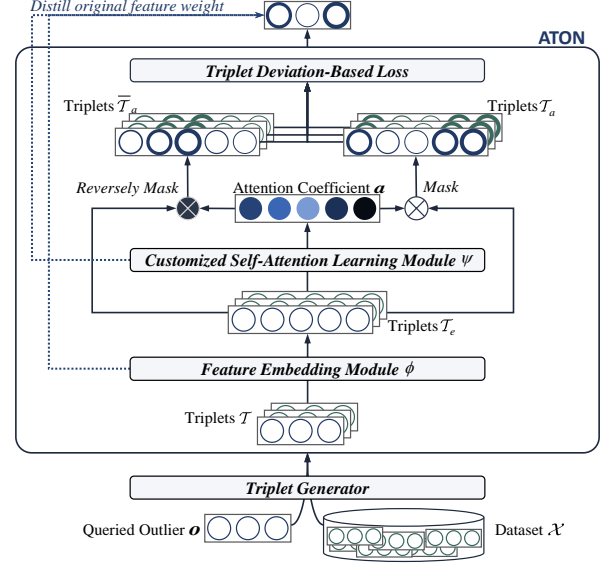 Distill original feature weight
ATON
Triplet Deviation-Based Loss
Triplets 𝒯̅ₐ
Triplets 𝒯ₐ
Reversely Mask
Attention Coefficient 𝒂
Mask
Customized Self-Attention Learning Module ψ
Triplets 𝒯ₑ
Feature Embedding Module ϕ
Triplets 𝒯
Triplet Generator
Queried Outlier 𝒐
Dataset 𝒳